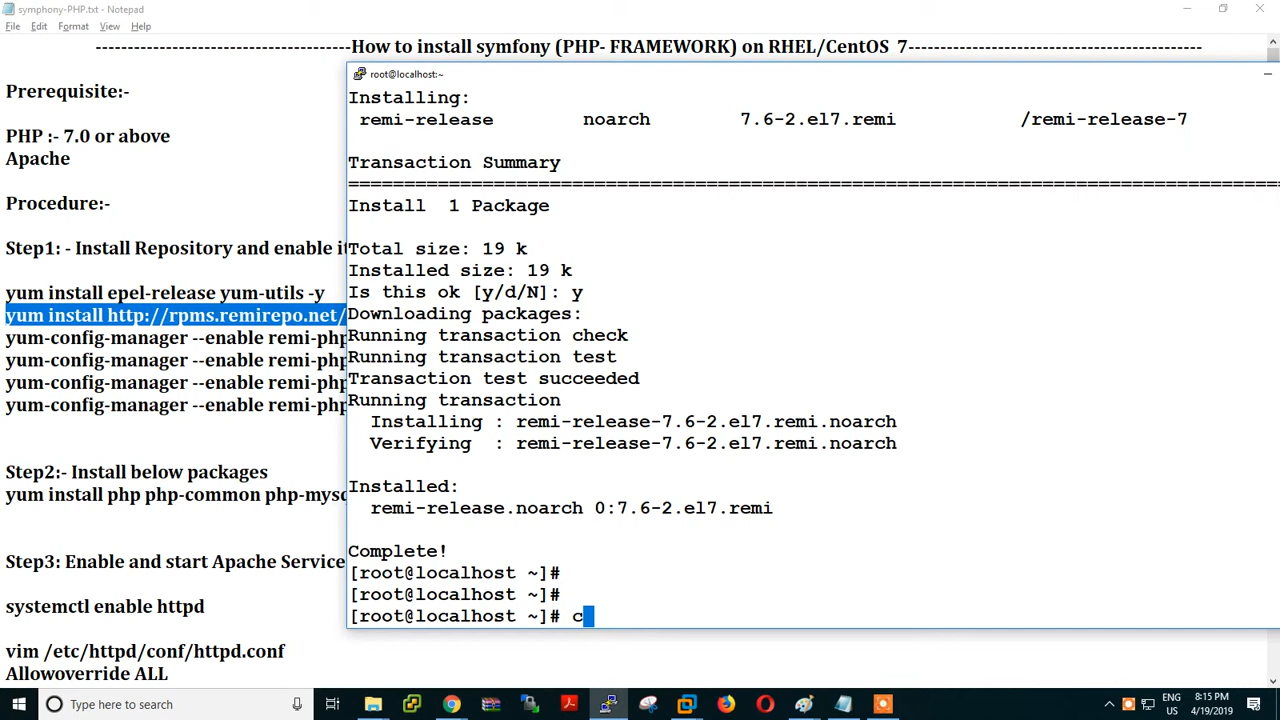 symphony-PHP.txt - Notepad
File Edit Format View Help
-----------------------------------How to install symfony (PHP- FRAMEWORK) on RHEL/CentOS 7----------------------------------------
Prerequisite:-
PHP :- 7.0 or above
Apache
Procedure:-
Step1: - Install Repository and enable it
yum install epel-release yum-utils -y
yum install http://rpms.remirepo.net/
yum-config-manager --enable remi-php
yum-config-manager --enable remi-php
yum-config-manager --enable remi-php
yum-config-manager --enable remi-php
Step2:- Install below packages
yum install php php-common php-mysq
Step3: Enable and start Apache Service
systemctl enable httpd
vim /etc/httpd/conf/httpd.conf
Allowoverride ALL
root@localhost:~
Installing:
remi-release noarch 7.6-2.el7.remi /remi-release-7
Transaction Summary
================================================================================
Install 1 Package
Total size: 19 k
Installed size: 19 k
Is this ok [y/d/N]: y
Downloading packages:
Running transaction check
Running transaction test
Transaction test succeeded
Running transaction
Installing : remi-release-7.6-2.el7.remi.noarch
Verifying : remi-release-7.6-2.el7.remi.noarch
Installed:
remi-release.noarch 0:7.6-2.el7.remi
Complete!
[root@localhost ~]#
[root@localhost ~]#
[root@localhost ~]# c
Type here to search
ENG
US
8:15 PM
4/19/2019